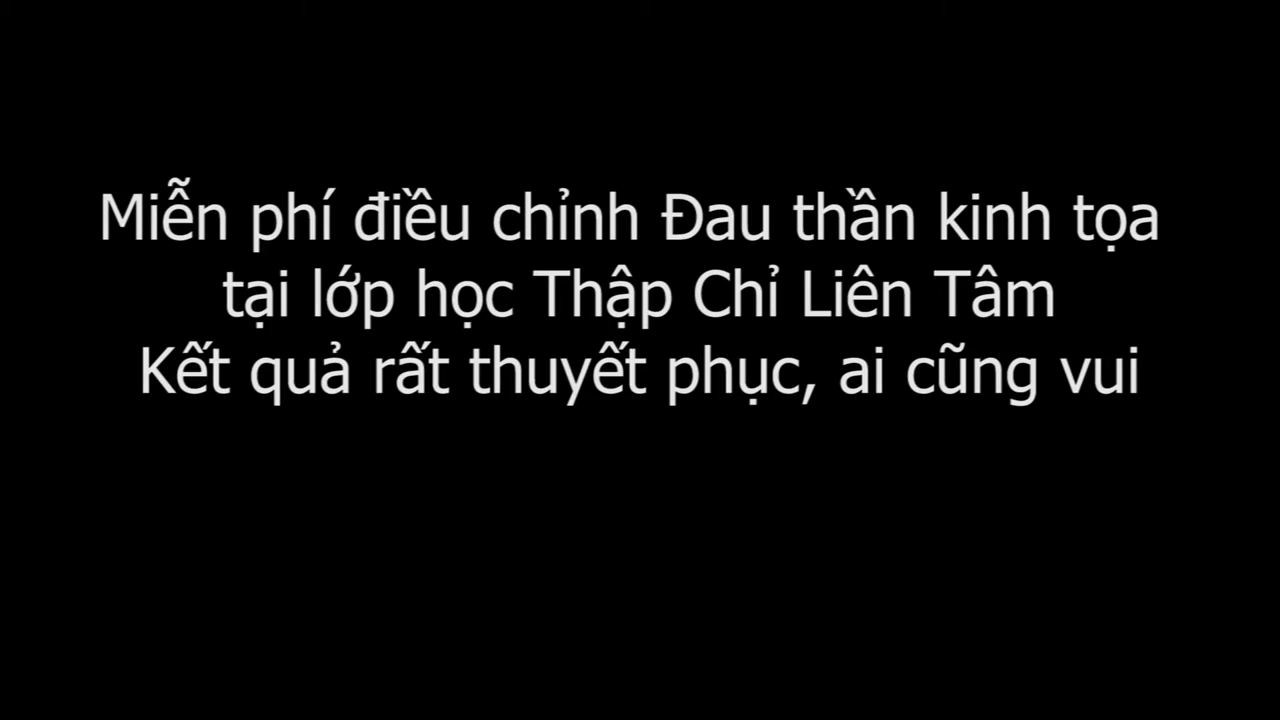 Miễn phí điều chỉnh Đau thần kinh tọa
tại lớp học Thập Chỉ Liên Tâm
Kết quả rất thuyết phục, ai cũng vui